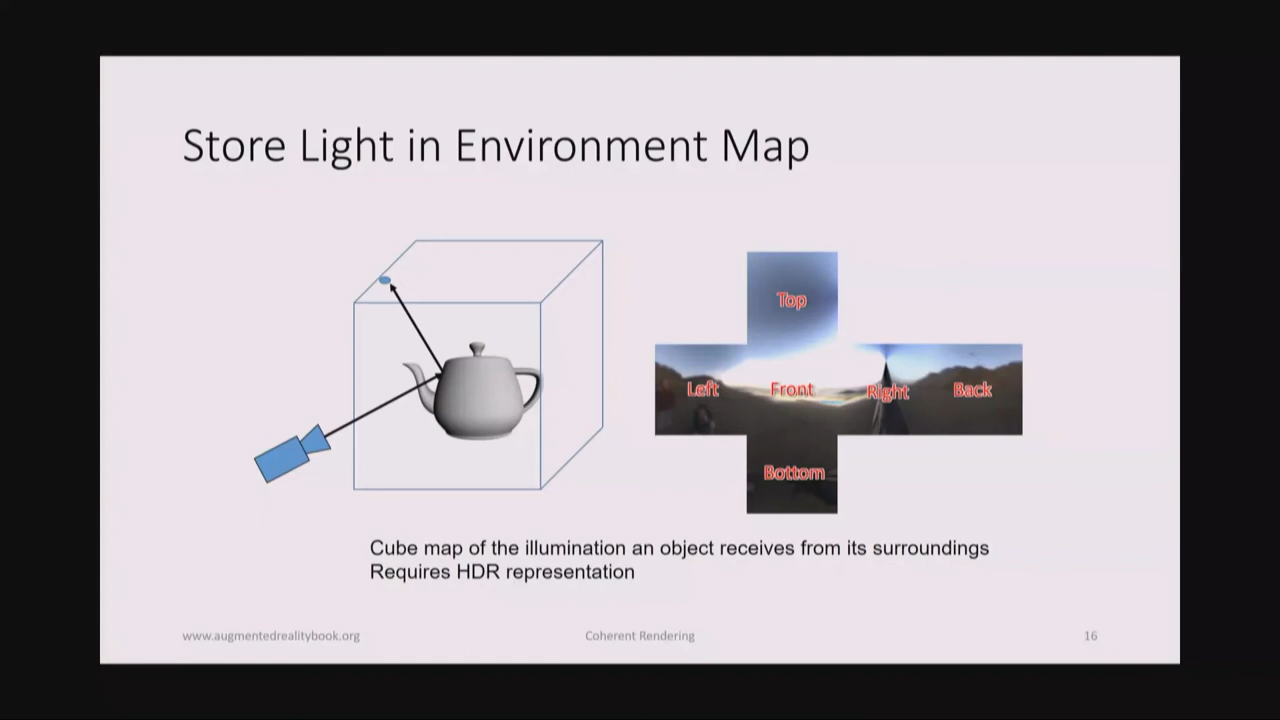 Store Light in Environment Map
Top
Left
Front
Right
Back
Bottom
Cube map of the illumination an object receives from its surroundings
Requires HDR representation
www.augmentedrealitybook.org
Coherent Rendering
16